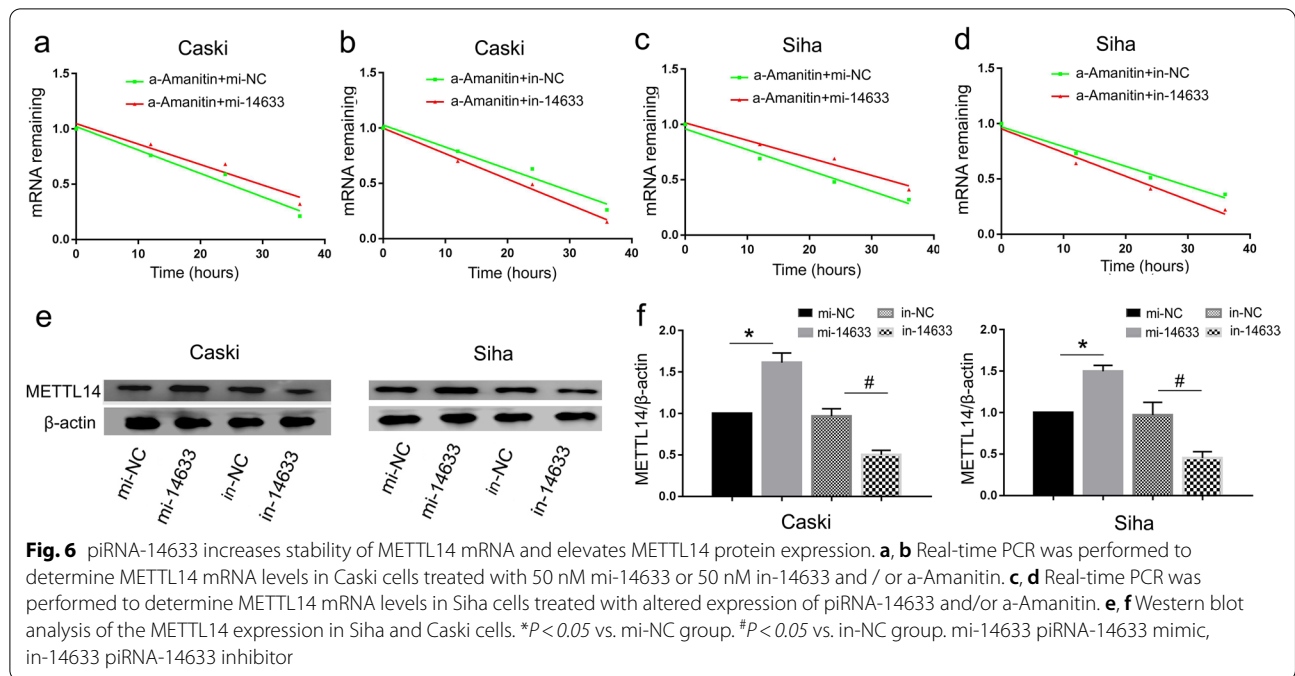 a
Caski
a-Amanitin+mi-NC
a-Amanitin+mi-14633
mRNA remaining
1.5
1.0
0.5
0.0
0 10 20 30 40
Time (hours)
b
Caski
a-Amanitin+in-NC
a-Amanitin+in-14633
mRNA remaining
1.5
1.0
0.5
0.0
0 10 20 30 40
Time (hours)
c
Siha
a-Amanitin+mi-NC
a-Amanitin+mi-14633
mRNA remaining
1.5
1.0
0.5
0.0
0 10 20 30 40
Time (hours)
d
Siha
a-Amanitin+in-NC
a-Amanitin+in-14633
mRNA remaining
1.5
1.0
0.5
0.0
0 10 20 30 40
Time (hours)
e
Caski
Siha
METTL14
β-actin
mi-NC
mi-14633
in-NC
in-14633
mi-NC
mi-14633
in-NC
in-14633
f
mi-NC in-NC
mi-14633 in-14633
METTL14/β-actin
2.0
1.5
1.0
0.5
0.0
*
#
Caski
mi-NC in-NC
mi-14633 in-14633
METTL14/β-actin
2.0
1.5
1.0
0.5
0.0
*
#
Siha
Fig. 6 piRNA-14633 increases stability of METTL14 mRNA and elevates METTL14 protein expression. a, b Real-time PCR was performed to
determine METTL14 mRNA levels in Caski cells treated with 50 nM mi-14633 or 50 nM in-14633 and / or a-Amanitin. c, d Real-time PCR was
performed to determine METTL14 mRNA levels in Siha cells treated with altered expression of piRNA-14633 and/or a-Amanitin. e, f Western blot
analysis of the METTL14 expression in Siha and Caski cells. *P < 0.05 vs. mi-NC group. #P < 0.05 vs. in-NC group. mi-14633 piRNA-14633 mimic,
in-14633 piRNA-14633 inhibitor